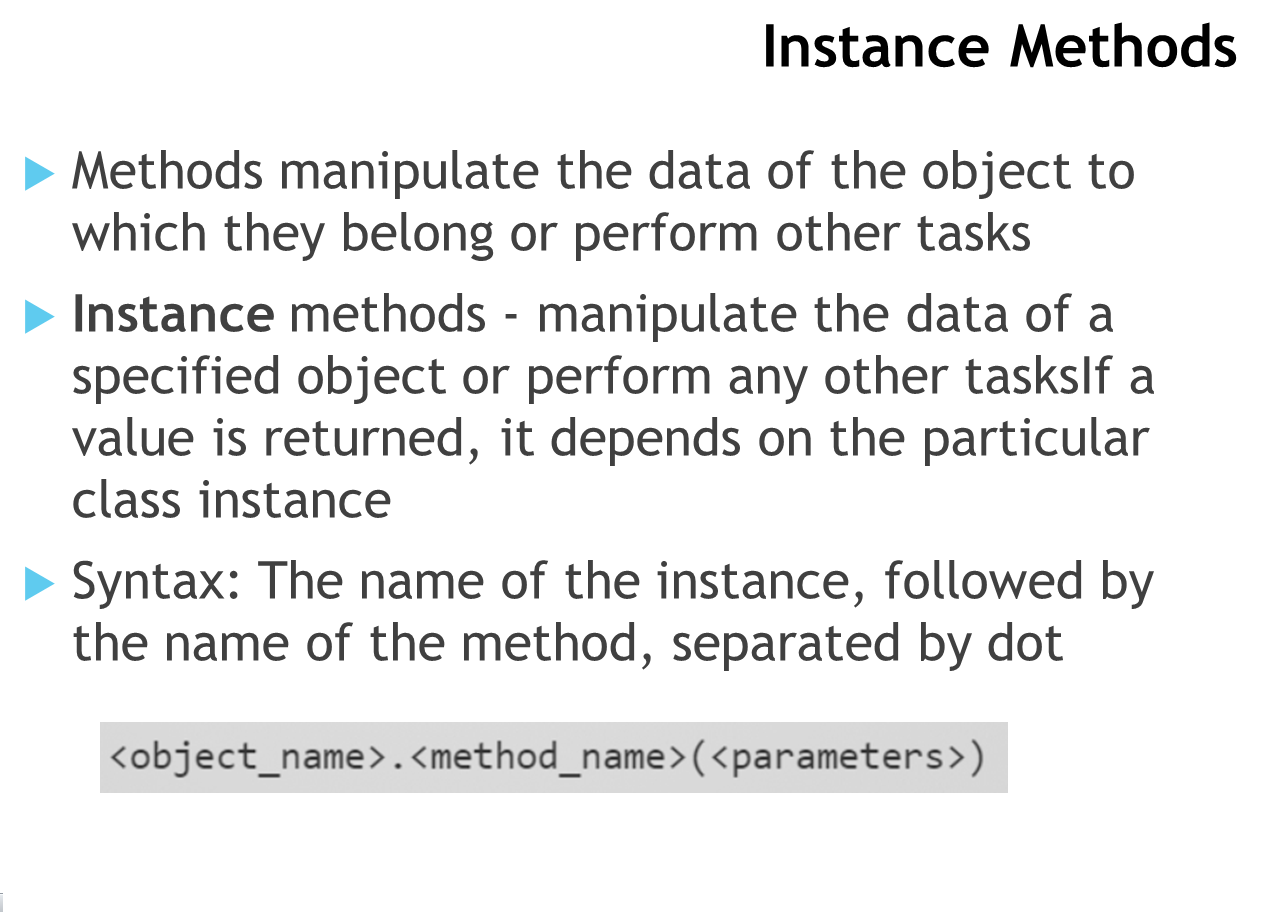 Instance Methods
Methods manipulate the data of the object to
which they belong or perform other tasks
Instance methods - manipulate the data of a
specified object or perform any other tasksIf a
value is returned, it depends on the particular
class instance
Syntax: The name of the instance, followed by
the name of the method, separated by dot
<object_name>.<method_name>(<parameters>)